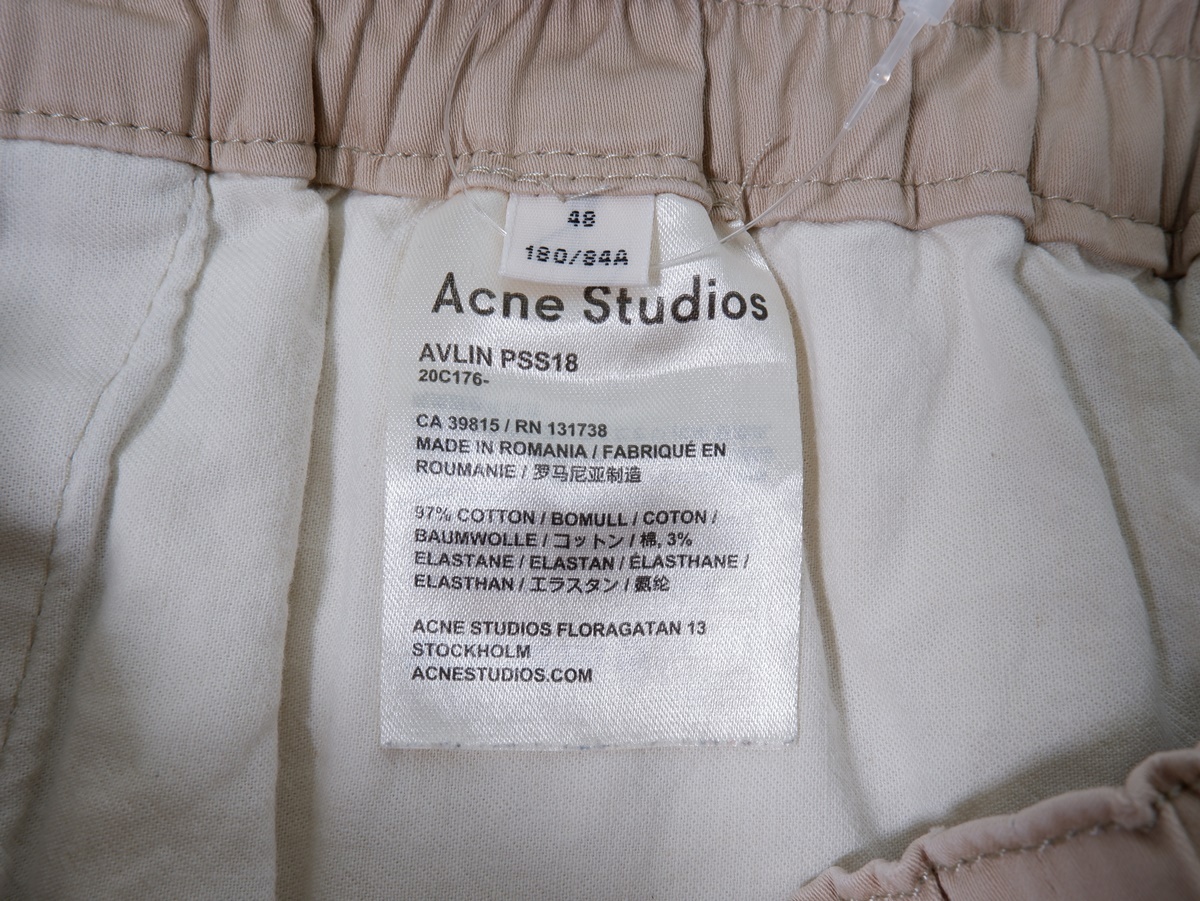 48
180/84A
Acne Studios
AVLIN PSS18
20C176-
CA 39815 / RN 131738
MADE IN ROMANIA / FABRIQUÉ EN
ROUMANIE / 罗马尼亚制造
97% COTTON / BOMULL / COTON /
BAUMWOLLE / コットン / 棉, 3%
ELASTANE / ELASTAN / ÉLASTHANE /
ELASTHAN / エラスタン / 氨纶
ACNE STUDIOS FLORAGATAN 13
STOCKHOLM
ACNESTUDIOS.COM